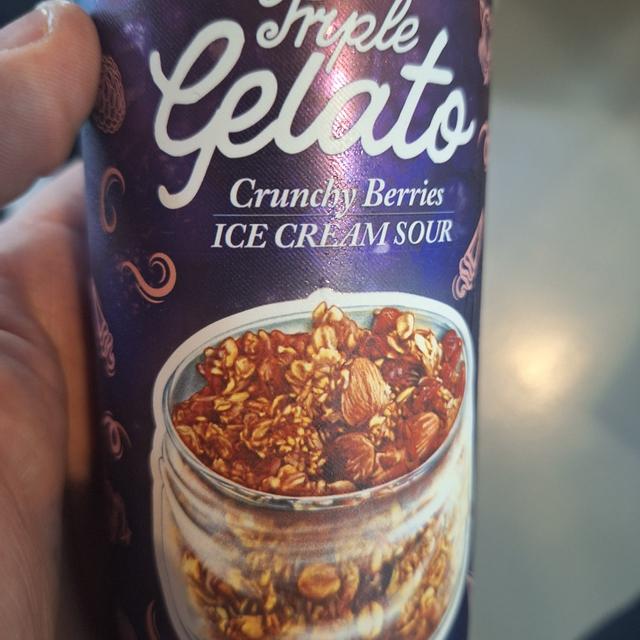 Triple
Gelato
Crunchy Berries
ICE CREAM SOUR